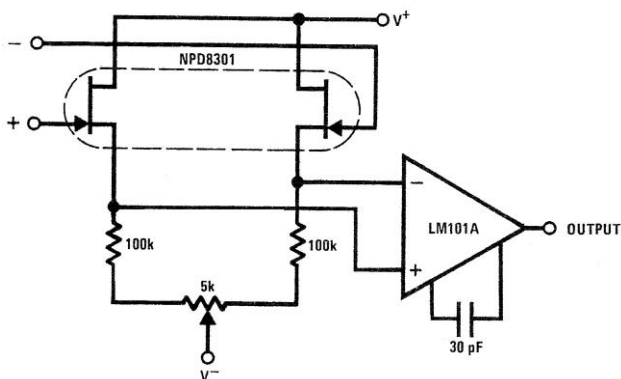 V+
−
NPD8301
+
−
LM101A
OUTPUT
100k
100k
+
5k
30 pF
V−